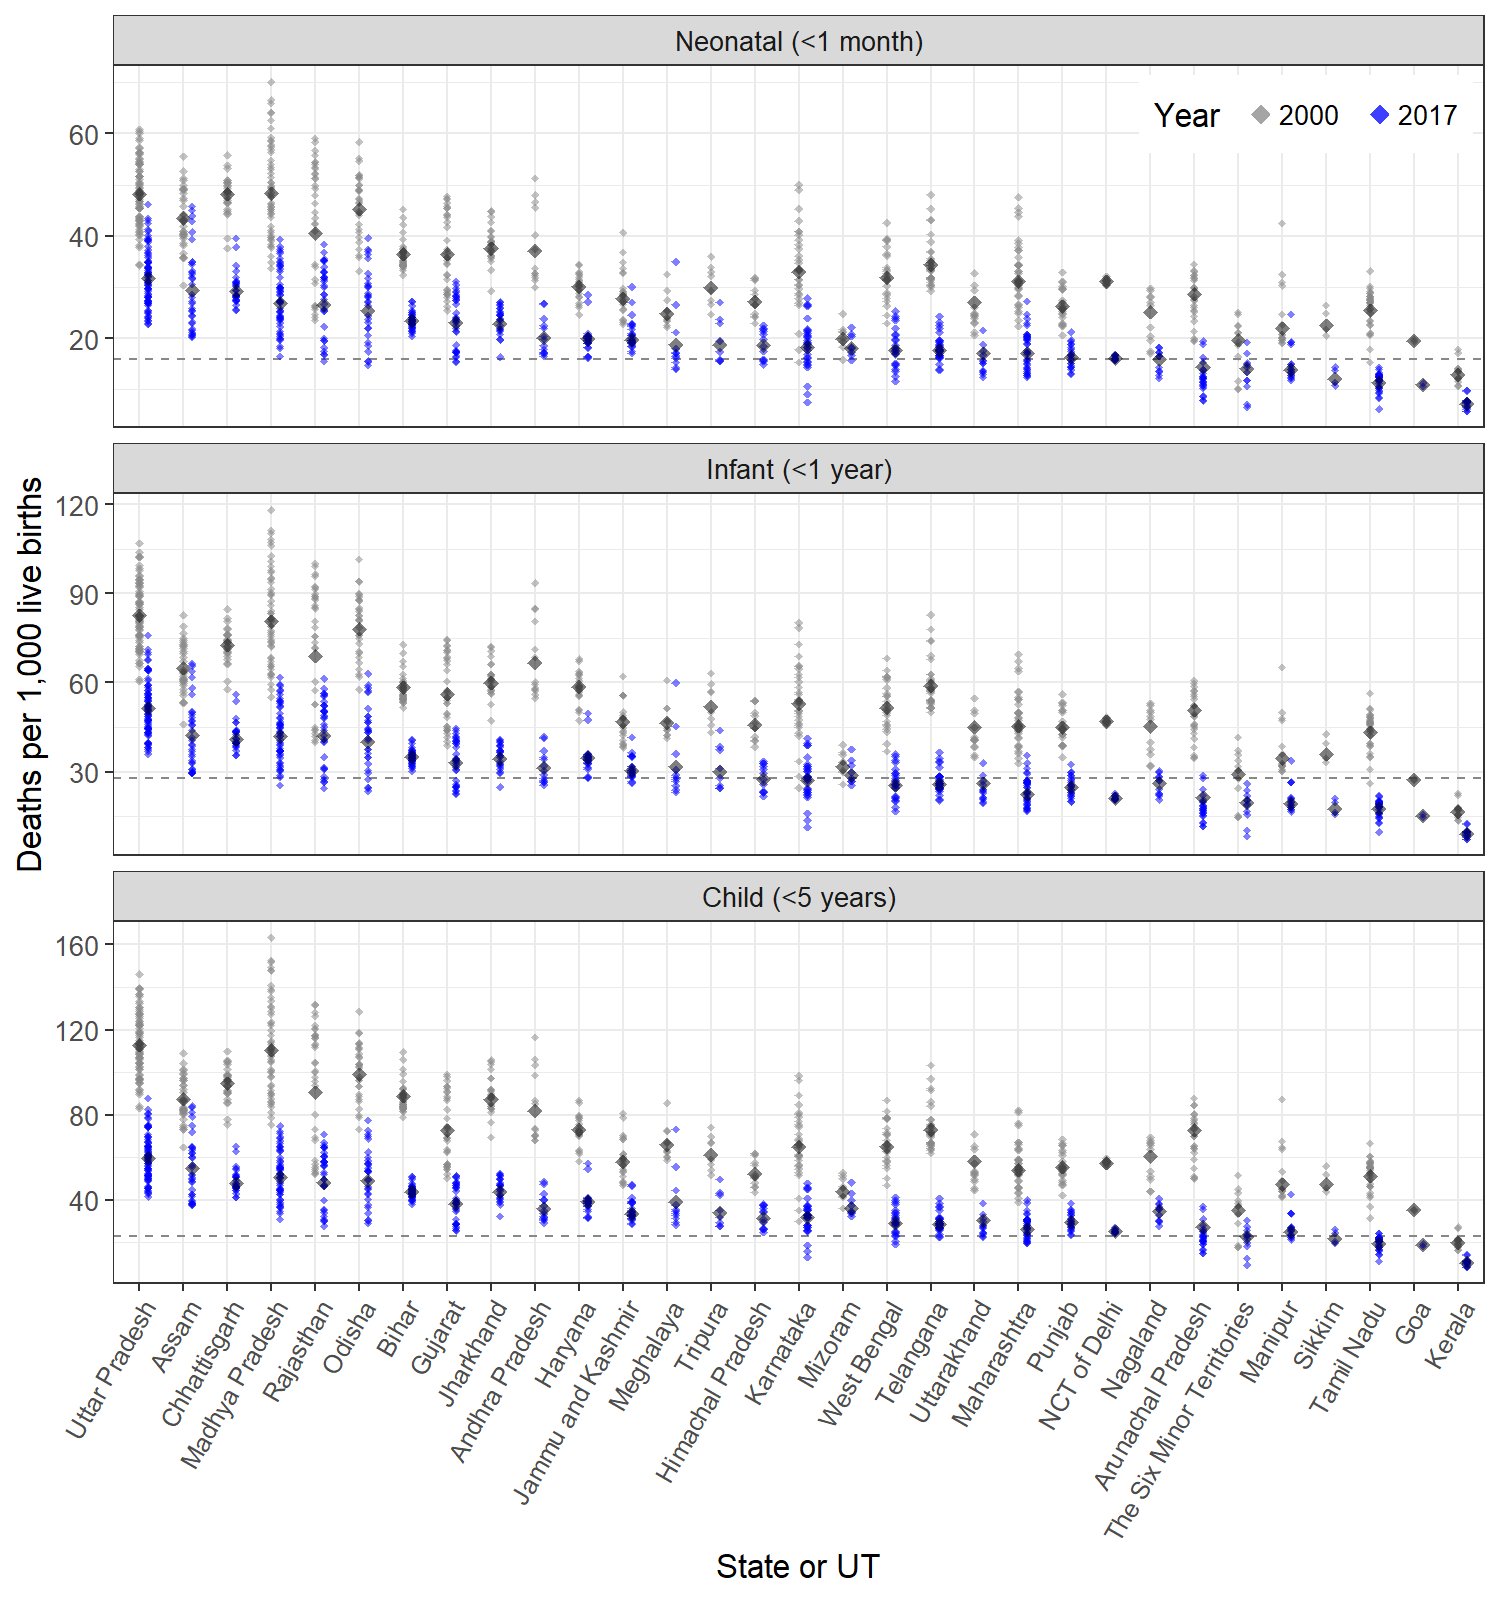 Neonatal (<1 month)
Year 2000 2017
60
40
20
Infant (<1 year)
120
90
60
30
Deaths per 1,000 live births
Child (<5 years)
160
120
80
40
Uttar Pradesh
Assam
Chhattisgarh
Madhya Pradesh
Rajasthan
Odisha
Bihar
Gujarat
Jharkhand
Andhra Pradesh
Haryana
Jammu and Kashmir
Meghalaya
Tripura
Himachal Pradesh
Karnataka
Mizoram
West Bengal
Telangana
Uttarakhand
Maharashtra
Punjab
NCT of Delhi
Nagaland
Arunachal Pradesh
The Six Minor Territories
Manipur
Sikkim
Tamil Nadu
Goa
Kerala
State or UT